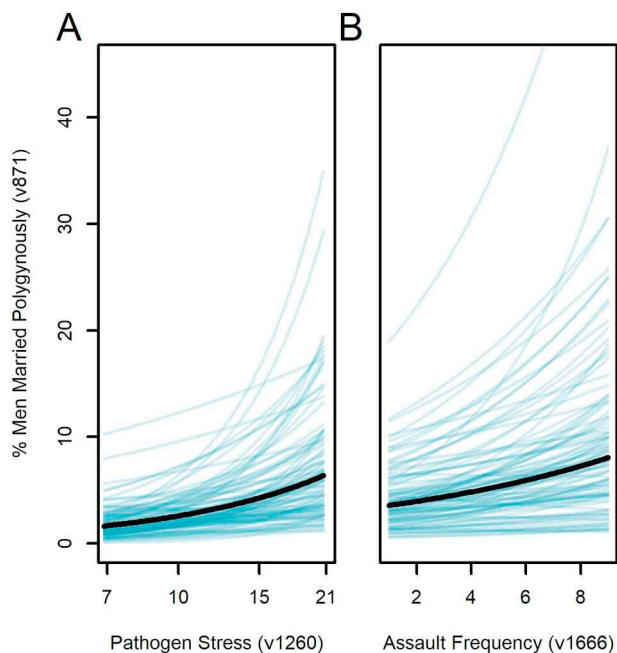 A
B
% Men Married Polygynously (v871)
40
30
20
10
0
7 10 15 21
2 4 6 8
Pathogen Stress (v1260)
Assault Frequency (v1666)